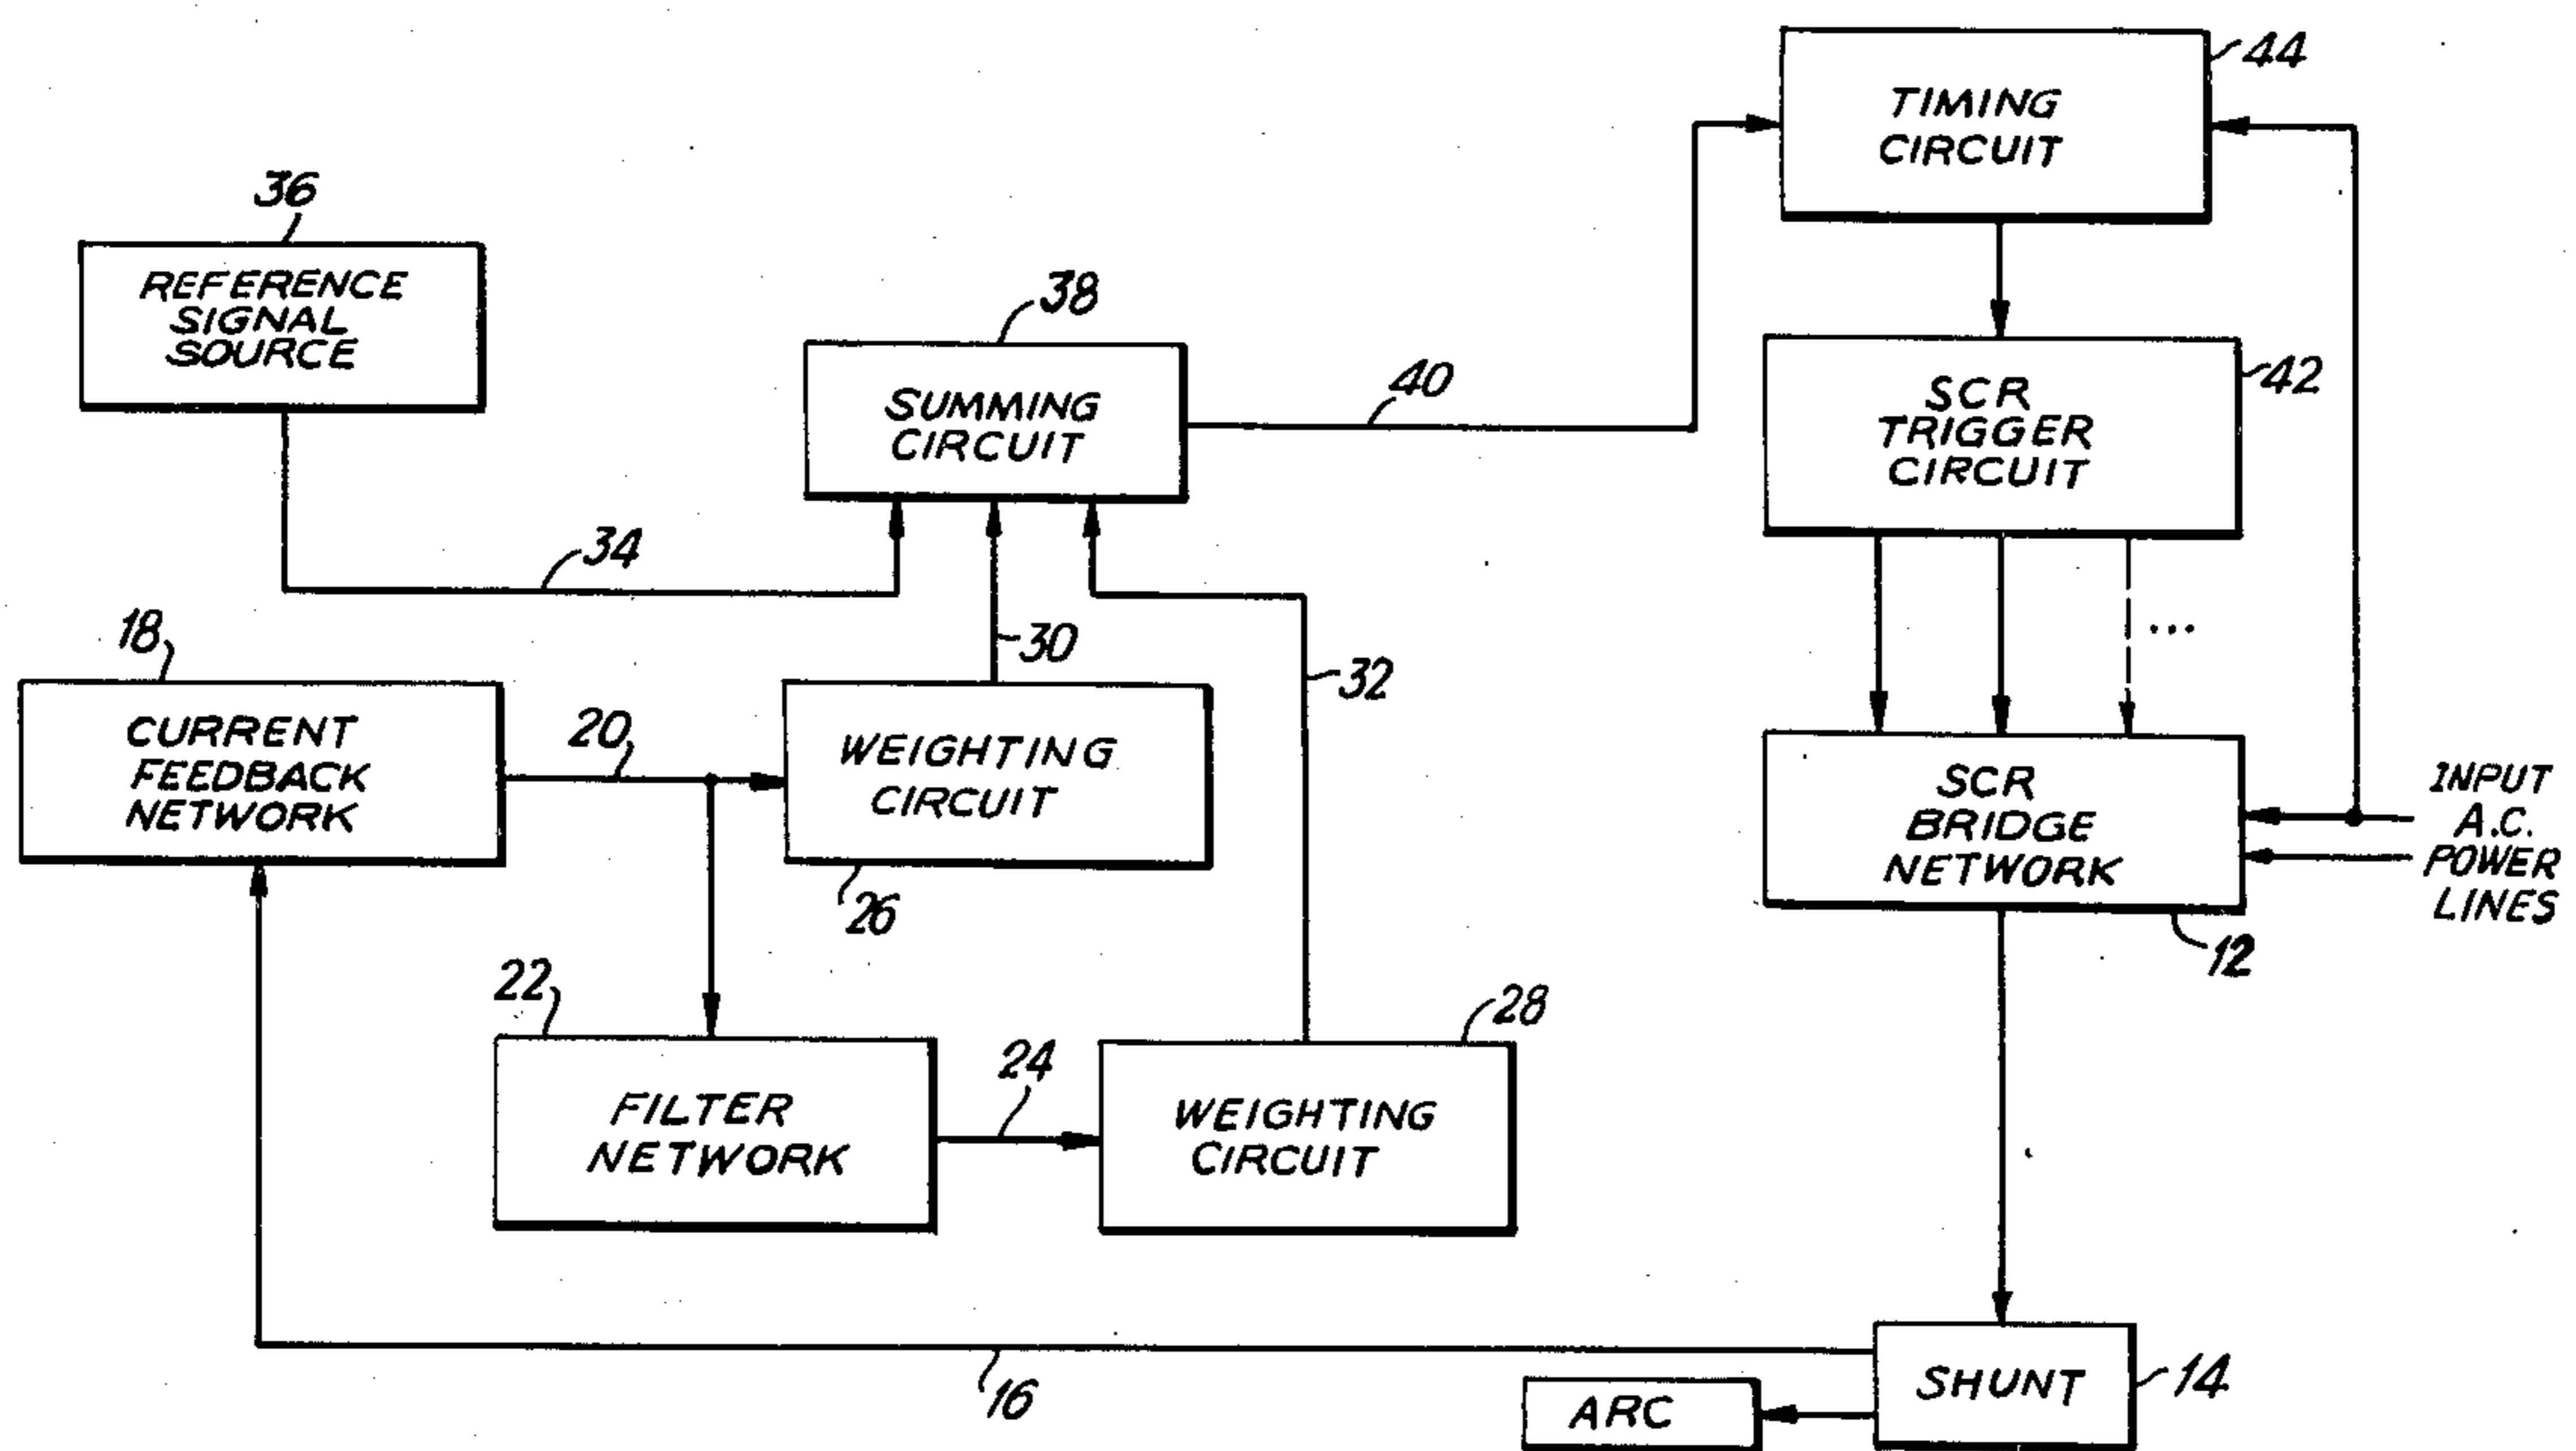 44
TIMING
CIRCUIT
36
REFERENCE
SIGNAL
SOURCE
38
SUMMING
CIRCUIT
40
SCR
TRIGGER
CIRCUIT
42
34
18
30
32
...
CURRENT
FEEDBACK
NETWORK
20
WEIGHTING
CIRCUIT
26
SCR
BRIDGE
NETWORK
12
INPUT
A.C.
POWER
LINES
22
FILTER
NETWORK
24
28
WEIGHTING
CIRCUIT
16
ARC
SHUNT
14